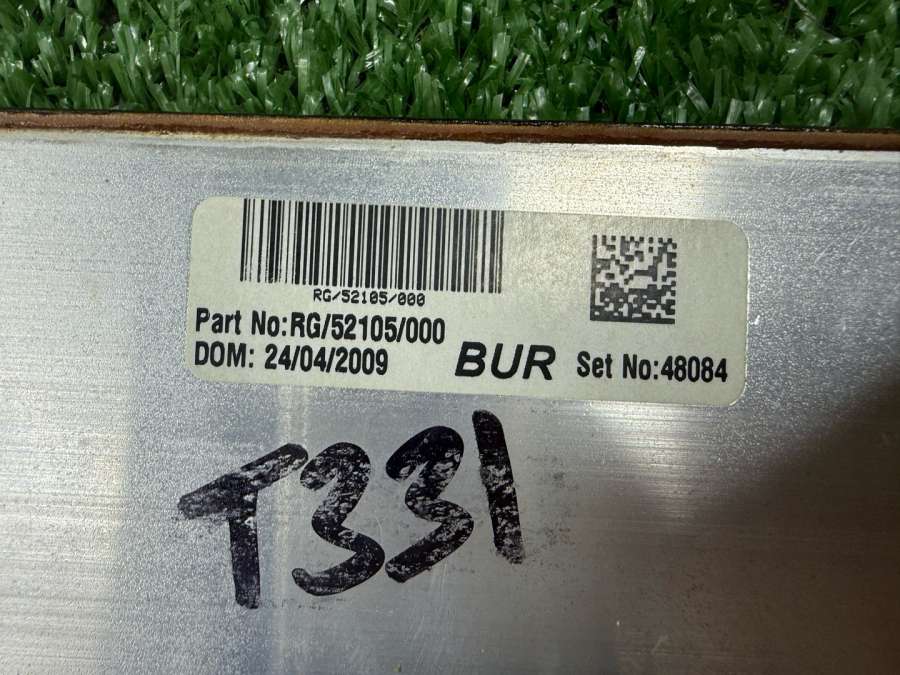 RG/52105/000
Part No:RG/52105/000
DOM: 24/04/2009 BUR Set No:48084
T331